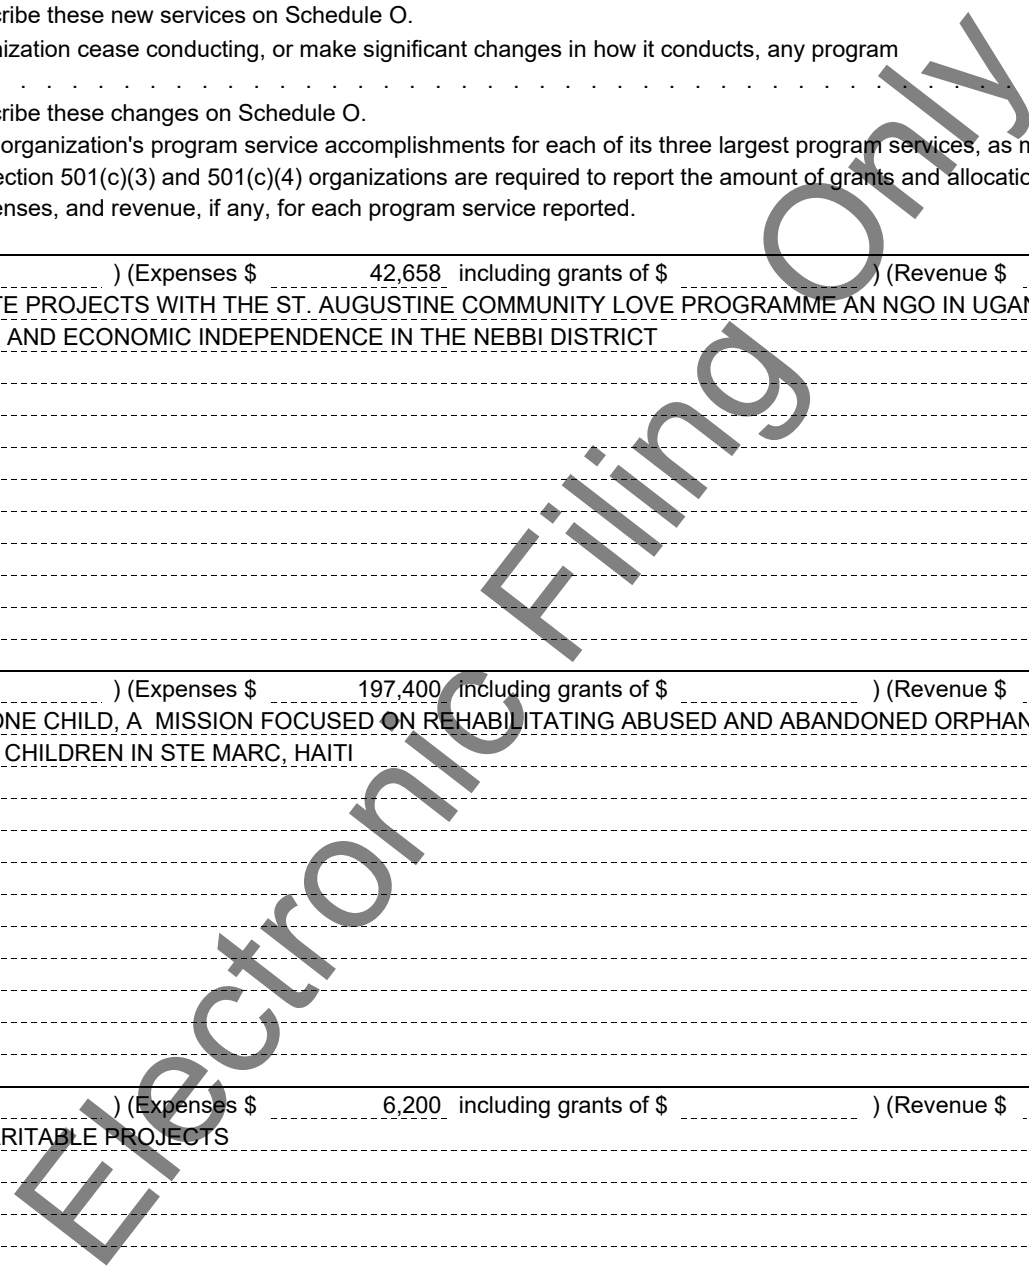 cribe these new services on Schedule O.
nization cease conducting, or make significant changes in how it conducts, any program
. . . . . . . . . . . . . . . . . . . . . . . . . . . . . . . . . . . . . . .
cribe these changes on Schedule O.
organization's program service accomplishments for each of its three largest program services, as m
ection 501(c)(3) and 501(c)(4) organizations are required to report the amount of grants and allocatio
enses, and revenue, if any, for each program service reported.
) (Expenses $ 42,658 including grants of $ ) (Revenue $
TE PROJECTS WITH THE ST. AUGUSTINE COMMUNITY LOVE PROGRAMME AN NGO IN UGAN
AND ECONOMIC INDEPENDENCE IN THE NEBBI DISTRICT
) (Expenses $ 197,400 including grants of $ ) (Revenue $
ONE CHILD, A MISSION FOCUSED ON REHABILITATING ABUSED AND ABANDONED ORPHAN
CHILDREN IN STE MARC, HAITI
) (Expenses $ 6,200 including grants of $ ) (Revenue $
ARITABLE PROJECTS
Electronic Filing Only